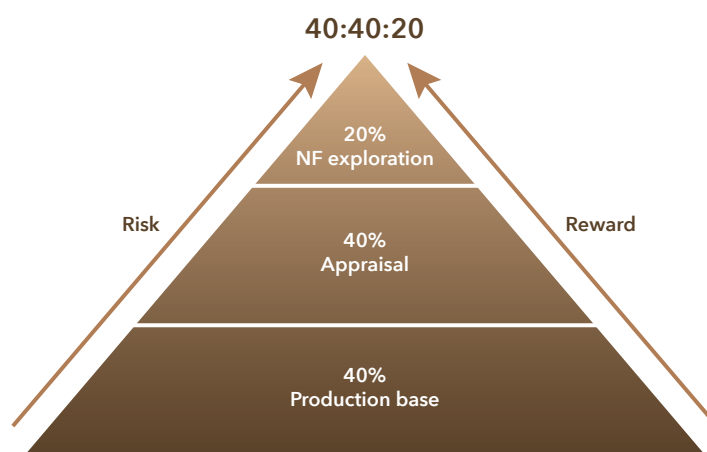 40:40:20
20%
NF exploration
Risk
Reward
40%
Appraisal
40%
Production base